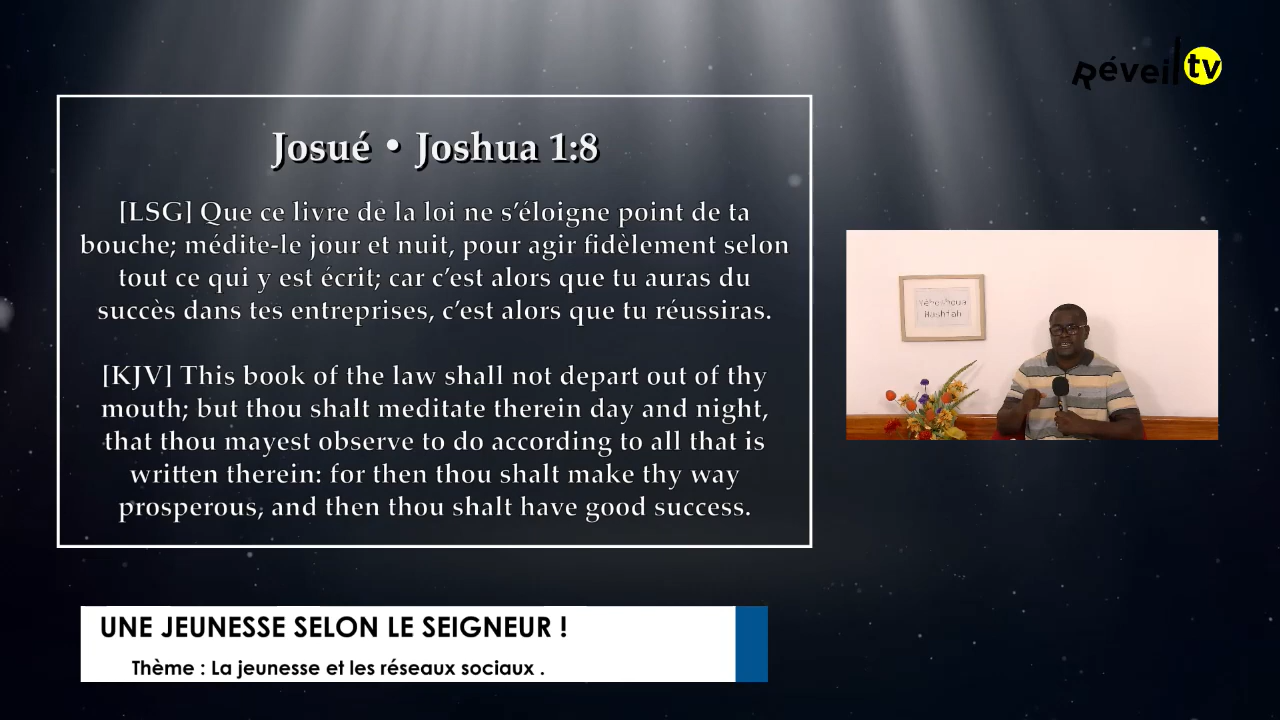 Réveil tv
Josué • Joshua 1:8
[LSG] Que ce livre de la loi ne s’éloigne point de ta
bouche; médite-le jour et nuit, pour agir fidèlement selon
tout ce qui y est écrit; car c’est alors que tu auras du
succès dans tes entreprises, c’est alors que tu réussiras.
[KJV] This book of the law shall not depart out of thy
mouth; but thou shalt meditate therein day and night,
that thou mayest observe to do according to all that is
written therein: for then thou shalt make thy way
prosperous, and then thou shalt have good success.
UNE JEUNESSE SELON LE SEIGNEUR !
Thème : La jeunesse et les réseaux sociaux .